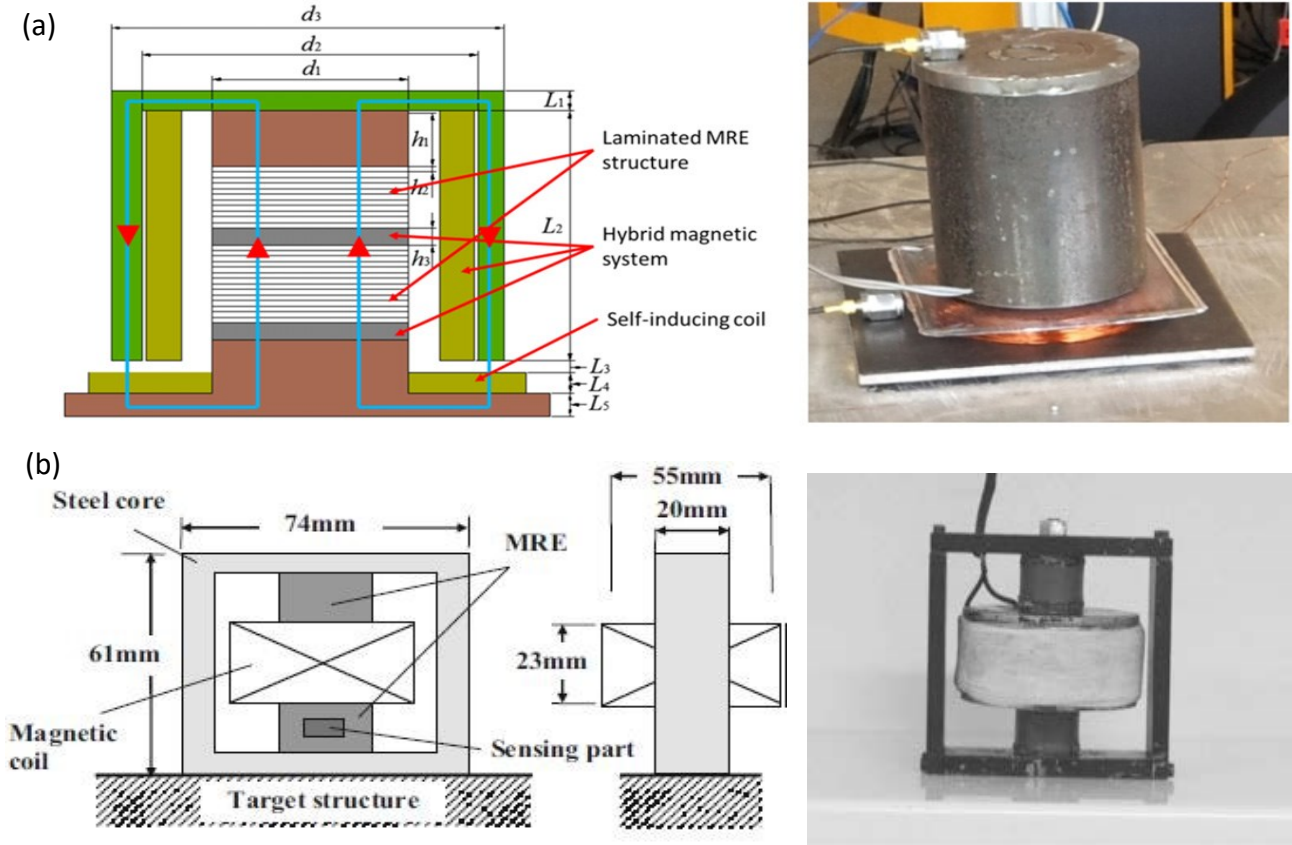 (a)
d3
d2
d1
L1
h1
h2
L2
h3
L3
L4
L5
Laminated MRE
structure
Hybrid magnetic
system
Self-inducing coil
(b)
Steel core
74mm
MRE
61mm
Magnetic
coil
Sensing part
Target structure
55mm
20mm
23mm